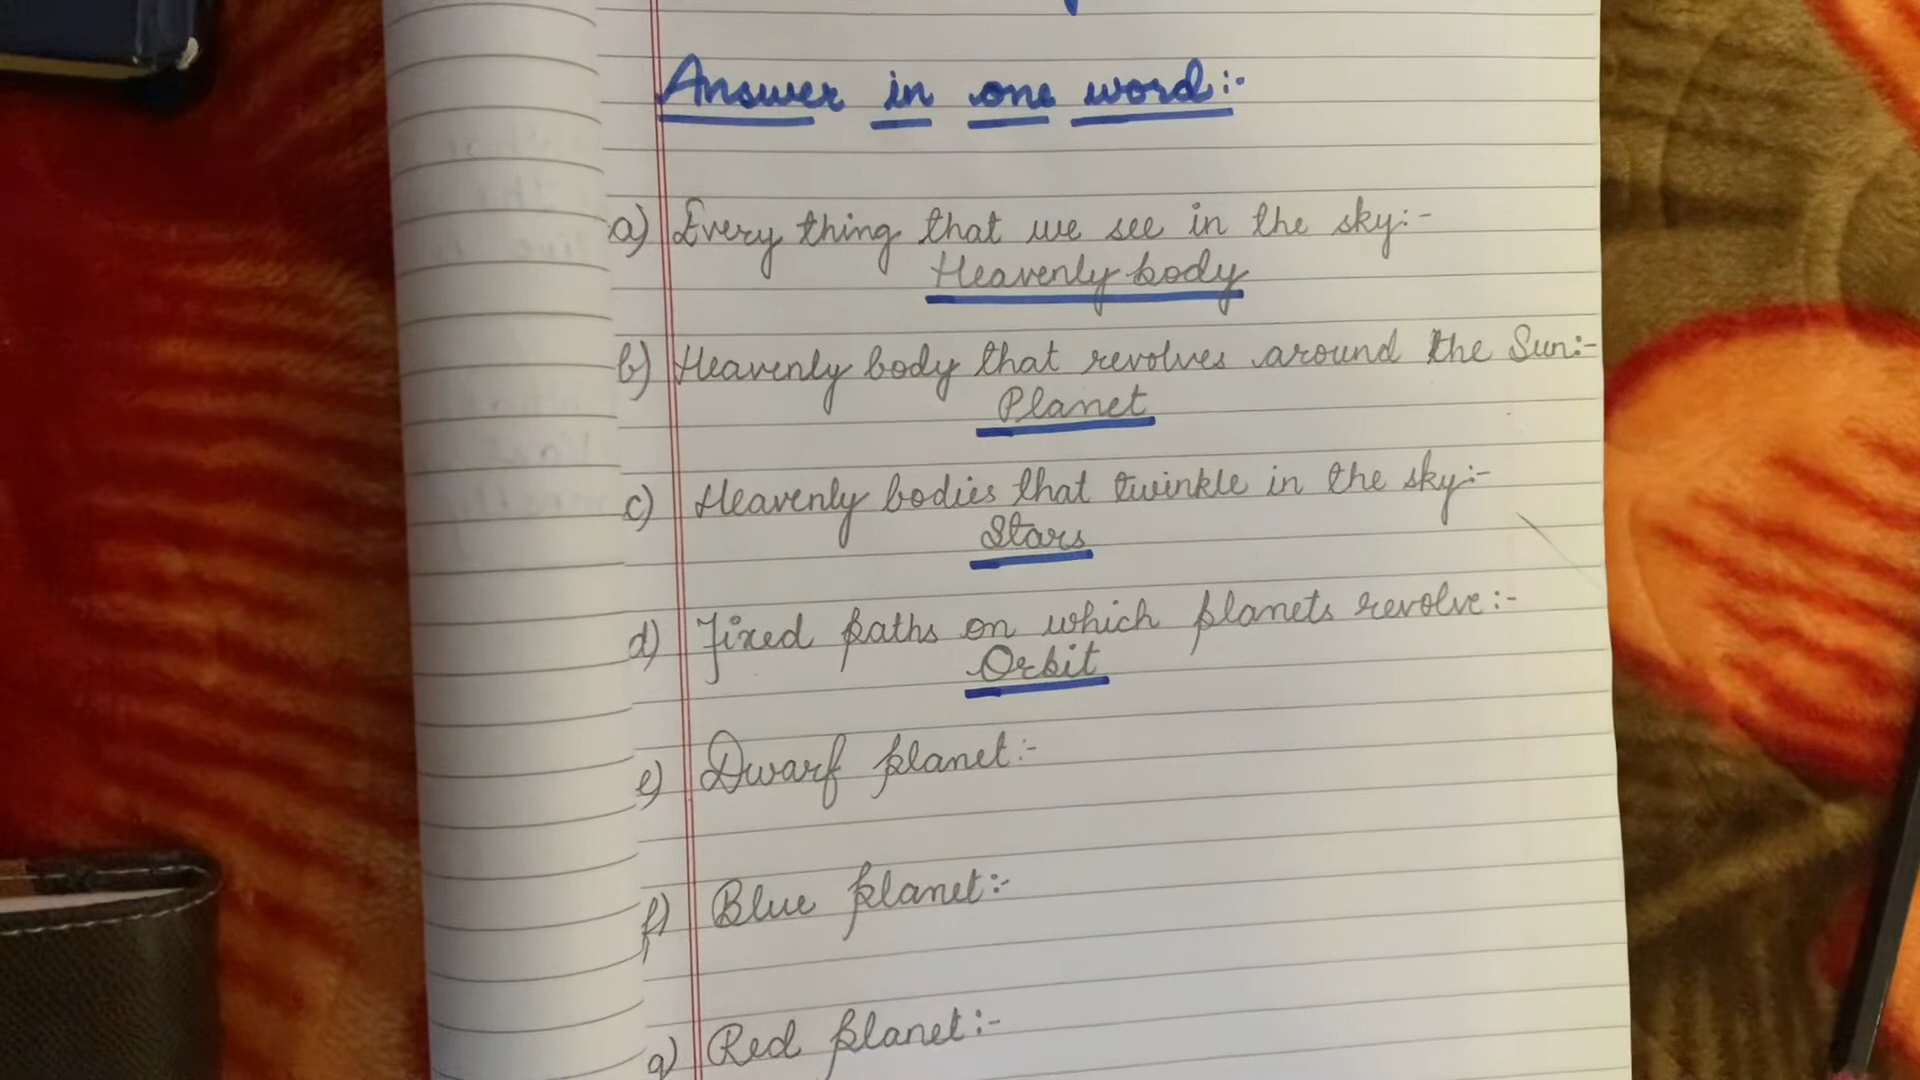 Answer in one word:-
a) Every thing that we see in the sky:-
Heavenly body
b) Heavenly body that revolves around the Sun:-
Planet
c) Heavenly bodies that twinkle in the sky:-
Stars
d) Fixed paths on which planets revolve:-
Orbit
e) Dwarf planet:-
f) Blue planet:-
g) Red planet:-